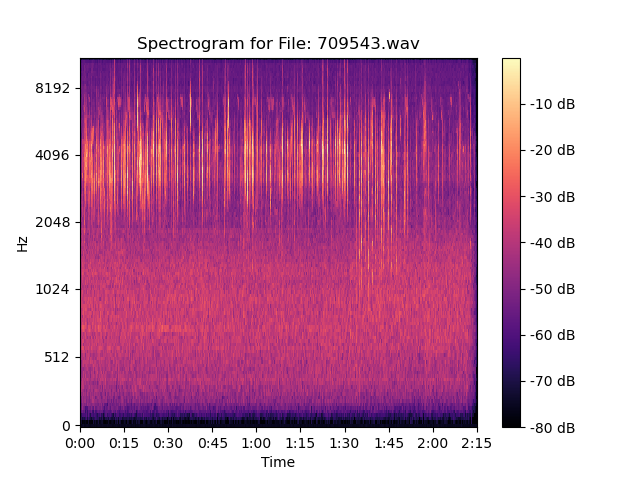 Spectrogram for File: 709543.wav
8192
4096
2048
1024
512
0
Hz
0:00 0:15 0:30 0:45 1:00 1:15 1:30 1:45 2:00 2:15
Time
-10 dB
-20 dB
-30 dB
-40 dB
-50 dB
-60 dB
-70 dB
-80 dB